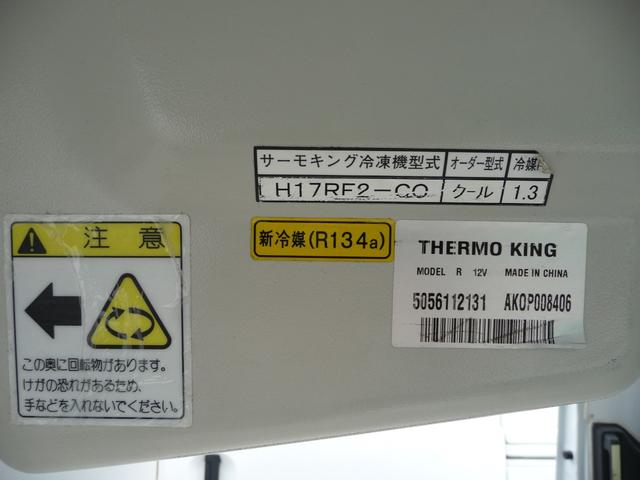 サーモキング冷凍機型式 オーダー型式 冷媒
H17RF2-CO クール 1.3
新冷媒(R134a)
THERMO KING
MODEL R 12V MADE IN CHINA
5056112131 AKOP008406
注意
この奥に回転物があります。
けがの恐れがあるため、
手などを入れないでください。